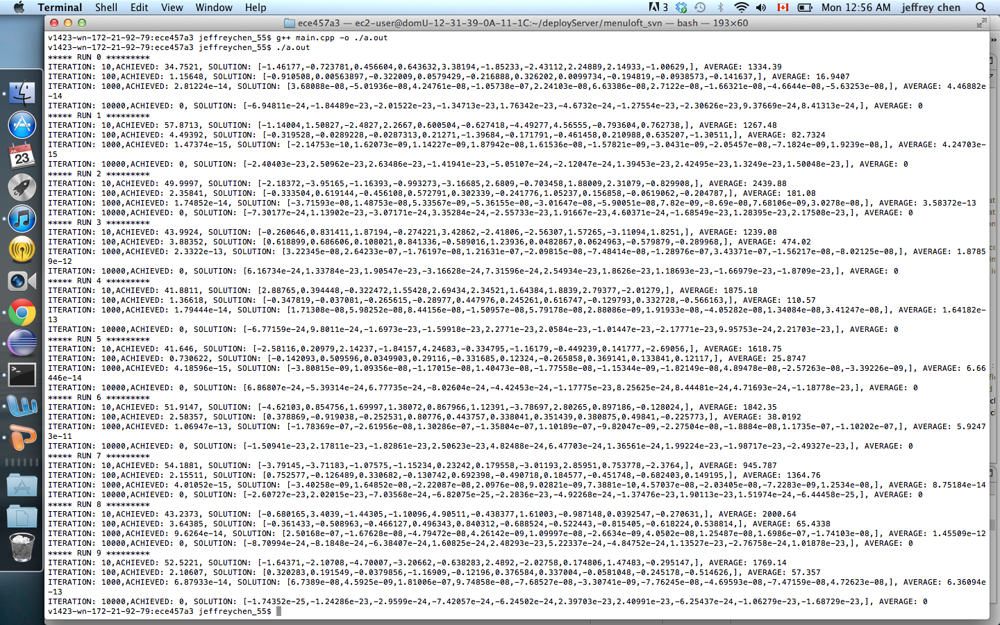 Terminal Shell Edit View Window Help 3 Mon 12:56 AM jeffrey chen
ece457a3 — ec2-user@domU-12-31-39-0A-11-1C:~/deployServer/menuloft_svn — bash — 193×60
v1423-wn-172-21-92-79:ece457a3 jeffreychen_55$ g++ main.cpp -o ./a.out
v1423-wn-172-21-92-79:ece457a3 jeffreychen_55$ ./a.out
***** RUN 0 *********
ITERATION: 10,ACHIEVED: 34.7521, SOLUTION: [-1.46177,-0.723781,0.456604,0.643632,3.38194,-1.85233,-2.43112,2.24889,2.14933,-1.00629,], AVERAGE: 1334.39
ITERATION: 100,ACHIEVED: 1.15648, SOLUTION: [-0.910508,0.00563897,-0.322009,0.0579429,-0.216888,0.326202,0.0099734,-0.194819,-0.0938573,-0.141637,], AVERAGE: 16.9407
ITERATION: 1000,ACHIEVED: 2.81224e-14, SOLUTION: [3.68088e-08,-5.01936e-08,4.24761e-08,-1.05738e-07,2.24103e-08,6.63386e-08,2.7122e-08,-1.66321e-08,-4.6644e-08,-5.63253e-08,], AVERAGE: 4.46882e
-14
ITERATION: 10000,ACHIEVED: 0, SOLUTION: [-6.94811e-24,-1.84489e-23,-2.01522e-23,-1.34713e-23,1.76342e-23,-4.6732e-24,-1.27554e-23,-2.30626e-23,9.37669e-24,8.41313e-24,], AVERAGE: 0
***** RUN 1 *********
ITERATION: 10,ACHIEVED: 57.8713, SOLUTION: [-1.14004,1.50327,-2.4827,2.2667,0.600504,-0.627418,-4.49277,4.56555,-0.793604,0.762738,], AVERAGE: 1267.48
ITERATION: 100,ACHIEVED: 4.49392, SOLUTION: [-0.319528,-0.0289228,-0.0287313,0.21271,-1.39684,-0.171791,-0.461458,0.210988,0.635207,-1.30511,], AVERAGE: 82.7324
ITERATION: 1000,ACHIEVED: 1.47374e-15, SOLUTION: [-2.14753e-10,1.62073e-09,1.14227e-09,1.87942e-08,1.61536e-08,-1.57821e-09,-3.0431e-09,-2.05457e-08,-7.1824e-09,1.9239e-08,], AVERAGE: 4.24703e-
15
ITERATION: 10000,ACHIEVED: 0, SOLUTION: [-2.40403e-23,2.50962e-23,2.63486e-23,-1.41941e-23,-5.05107e-24,-2.12047e-24,1.39453e-23,2.42495e-23,1.3249e-23,1.50048e-23,], AVERAGE: 0
***** RUN 2 *********
ITERATION: 10,ACHIEVED: 49.9997, SOLUTION: [-2.18372,-3.95165,-1.16393,-0.993273,-3.16685,2.6809,-0.703458,1.88009,2.31079,-0.829908,], AVERAGE: 2439.88
ITERATION: 100,ACHIEVED: 2.35841, SOLUTION: [-0.333504,0.619144,-0.456108,0.572791,0.302339,-0.241776,1.05237,0.156858,-0.0619062,-0.204787,], AVERAGE: 181.08
ITERATION: 1000,ACHIEVED: 1.74852e-14, SOLUTION: [-3.71593e-08,1.48753e-08,5.33567e-09,-5.36155e-08,-3.01647e-08,-5.90051e-08,7.82e-09,-8.69e-08,7.68106e-09,3.0278e-08,], AVERAGE: 3.58372e-13
ITERATION: 10000,ACHIEVED: 0, SOLUTION: [-7.30177e-24,1.13902e-23,-3.07171e-24,3.35284e-24,-2.55733e-23,1.91667e-23,4.60371e-24,-1.68549e-23,1.28395e-23,2.17508e-23,], AVERAGE: 0
***** RUN 3 *********
ITERATION: 10,ACHIEVED: 43.9924, SOLUTION: [-0.260646,0.831411,1.87194,-0.274221,3.42862,-2.41806,-2.56307,1.57265,-3.11094,1.8251,], AVERAGE: 1239.08
ITERATION: 100,ACHIEVED: 3.88352, SOLUTION: [0.618899,0.686606,0.108021,0.841336,-0.589016,1.23936,0.0482867,0.0624963,-0.579879,-0.289968,], AVERAGE: 474.02
ITERATION: 1000,ACHIEVED: 2.3322e-13, SOLUTION: [3.22345e-08,2.64233e-07,-1.76197e-08,1.21631e-07,-2.09815e-08,-7.48414e-08,-1.28976e-07,3.43371e-07,-1.56217e-08,-8.02125e-08,], AVERAGE: 1.8785
9e-12
ITERATION: 10000,ACHIEVED: 0, SOLUTION: [6.16734e-24,1.33784e-23,1.90547e-23,-3.16628e-24,7.31596e-24,2.54934e-23,1.8626e-23,1.18693e-23,-1.66979e-23,-1.8709e-23,], AVERAGE: 0
***** RUN 4 *********
ITERATION: 10,ACHIEVED: 41.8811, SOLUTION: [2.88765,0.394448,-0.322472,1.55428,2.69434,2.34521,1.64384,1.8839,2.79377,-2.01279,], AVERAGE: 1875.18
ITERATION: 100,ACHIEVED: 1.36618, SOLUTION: [-0.347819,-0.037081,-0.265615,-0.28977,0.447976,0.245261,0.616747,-0.129793,0.332728,-0.566163,], AVERAGE: 110.57
ITERATION: 1000,ACHIEVED: 1.79444e-14, SOLUTION: [1.71308e-08,5.98252e-08,8.44156e-08,-1.50957e-08,5.79178e-08,2.88086e-09,1.91933e-08,-4.05282e-08,1.34084e-08,3.41247e-08,], AVERAGE: 1.64182e-
13
ITERATION: 10000,ACHIEVED: 0, SOLUTION: [-6.77159e-24,9.8011e-24,-1.6973e-23,-1.59918e-23,2.2771e-23,2.0584e-23,-1.01447e-23,-2.17771e-23,9.95753e-24,2.21703e-23,], AVERAGE: 0
***** RUN 5 *********
ITERATION: 10,ACHIEVED: 41.646, SOLUTION: [-2.58116,0.20979,2.14237,-1.84157,4.24683,-0.334795,-1.16179,-0.449239,0.141777,-2.69056,], AVERAGE: 1618.75
ITERATION: 100,ACHIEVED: 0.730622, SOLUTION: [-0.142093,0.509596,0.0349903,0.29116,-0.331685,0.12324,-0.265858,0.369141,0.133841,0.12117,], AVERAGE: 25.8747
ITERATION: 1000,ACHIEVED: 4.18596e-15, SOLUTION: [-3.80815e-09,1.09356e-08,-1.17015e-08,1.40473e-08,-1.77558e-08,-1.15344e-09,-1.82149e-08,4.89478e-08,-2.57263e-08,-3.39226e-09,], AVERAGE: 6.66
446e-14
ITERATION: 10000,ACHIEVED: 0, SOLUTION: [6.86807e-24,-5.39314e-24,6.77735e-24,-8.02604e-24,-4.42453e-24,-1.17775e-23,8.25625e-24,8.44481e-24,4.71693e-24,-1.18778e-23,], AVERAGE: 0
***** RUN 6 *********
ITERATION: 10,ACHIEVED: 51.9147, SOLUTION: [-4.62103,0.854756,1.69997,1.38072,0.867966,1.12391,-3.78697,2.80265,0.897186,-0.128024,], AVERAGE: 1842.35
ITERATION: 100,ACHIEVED: 2.58357, SOLUTION: [0.378869,-0.919038,-0.252531,0.80776,0.443757,0.338041,0.351439,0.380875,0.49841,-0.225773,], AVERAGE: 38.0192
ITERATION: 1000,ACHIEVED: 1.06947e-13, SOLUTION: [-1.78369e-07,-2.61956e-08,1.30286e-07,-1.35804e-07,1.10189e-07,-9.82047e-09,-2.27504e-08,-1.8884e-08,1.1735e-07,-1.10202e-07,], AVERAGE: 5.9247
3e-11
ITERATION: 10000,ACHIEVED: 0, SOLUTION: [-1.50941e-23,2.17811e-23,-1.82861e-23,2.50623e-23,4.82488e-24,6.47703e-24,1.36561e-24,1.99224e-23,-1.98717e-23,-2.49327e-23,], AVERAGE: 0
***** RUN 7 *********
ITERATION: 10,ACHIEVED: 54.1881, SOLUTION: [-3.79145,-3.71183,-1.07575,-1.15234,0.23242,0.179558,-3.01193,2.85951,0.753778,-2.3764,], AVERAGE: 945.787
ITERATION: 100,ACHIEVED: 2.15511, SOLUTION: [0.752577,-0.126489,0.330682,-0.130742,0.692398,-0.490718,0.184577,-0.451748,-0.682403,0.149195,], AVERAGE: 1364.76
ITERATION: 1000,ACHIEVED: 4.01052e-15, SOLUTION: [-3.40258e-09,1.64852e-08,-2.22087e-08,2.0976e-08,9.02821e-09,7.3881e-10,4.57037e-08,-2.03405e-08,-7.2283e-09,1.2534e-08,], AVERAGE: 8.75184e-14
ITERATION: 10000,ACHIEVED: 0, SOLUTION: [-2.60727e-23,2.02015e-23,-7.03568e-24,-6.82075e-25,-2.2836e-23,-4.92268e-24,-1.37476e-23,1.90113e-23,1.51974e-24,-6.44458e-25,], AVERAGE: 0
***** RUN 8 *********
ITERATION: 10,ACHIEVED: 43.2373, SOLUTION: [-0.680165,3.4039,-1.44305,-1.10096,4.90511,-0.438377,1.61003,-0.987148,0.0392547,-0.270631,], AVERAGE: 2000.64
ITERATION: 100,ACHIEVED: 3.64385, SOLUTION: [-0.361433,-0.508963,-0.466127,0.496343,0.840312,-0.688524,-0.522443,-0.815405,-0.618224,0.538814,], AVERAGE: 65.4338
ITERATION: 1000,ACHIEVED: 9.6264e-14, SOLUTION: [2.50168e-07,-1.67628e-08,-4.79472e-08,4.26142e-09,1.09997e-08,-2.6634e-09,4.0502e-08,1.25487e-08,1.6986e-07,-1.74103e-08,], AVERAGE: 1.45509e-12
ITERATION: 10000,ACHIEVED: 0, SOLUTION: [-8.70994e-24,-8.1848e-24,-6.38407e-24,1.60825e-24,2.48293e-23,5.22337e-24,-4.84752e-24,1.13527e-23,-2.76758e-24,1.01878e-23,], AVERAGE: 0
***** RUN 9 *********
ITERATION: 10,ACHIEVED: 52.5221, SOLUTION: [-1.64371,-2.10708,-4.70007,-3.20662,-0.638283,2.4892,-2.02758,0.174806,1.47483,-0.295147,], AVERAGE: 1769.14
ITERATION: 100,ACHIEVED: 2.10607, SOLUTION: [0.320283,0.191549,-0.0379856,-1.16909,-0.12196,0.376584,0.337004,-0.0581048,-0.245178,-0.514626,], AVERAGE: 57.357
ITERATION: 1000,ACHIEVED: 6.87933e-14, SOLUTION: [6.7389e-08,4.5925e-09,1.81006e-07,9.74858e-08,-7.68527e-08,-3.30741e-09,-7.76245e-08,-4.69593e-08,-7.47159e-08,4.72623e-08,], AVERAGE: 6.36094e
-13
ITERATION: 10000,ACHIEVED: 0, SOLUTION: [-1.74352e-25,-1.24286e-23,-2.9599e-24,-7.42057e-24,-6.24502e-24,2.39703e-23,2.40991e-23,-6.25437e-24,-1.06279e-23,-1.68729e-23,], AVERAGE: 0
v1423-wn-172-21-92-79:ece457a3 jeffreychen_55$
JUL
23